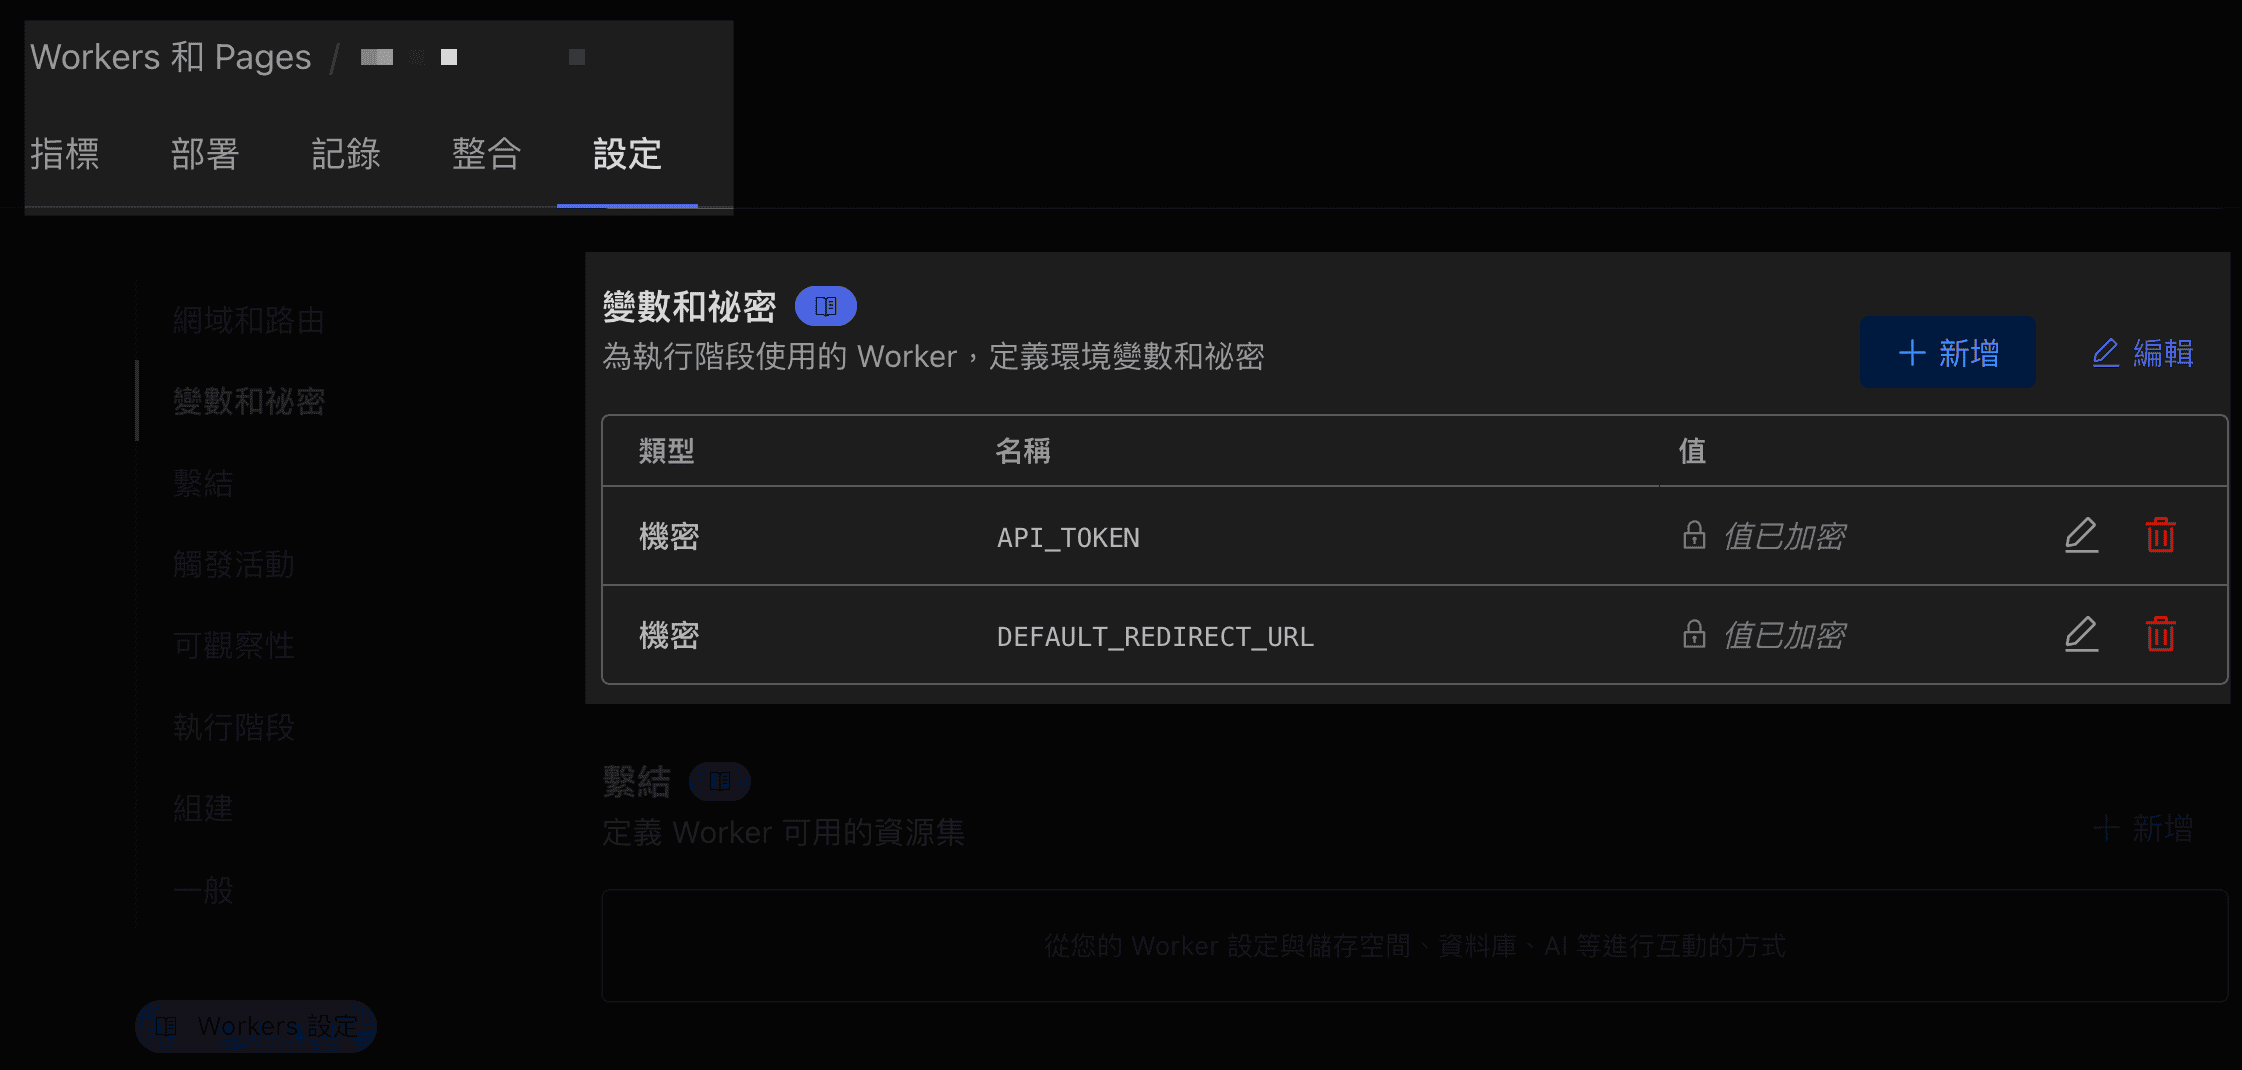 Workers 和 Pages /
指標 部署 記錄 整合 設定
網域和路由
變數和祕密
繫結
觸發活動
可觀察性
執行階段
組建
一般
Workers 設定
變數和祕密
為執行階段使用的 Worker，定義環境變數和祕密
新增 編輯
類型 名稱 值
機密 API_TOKEN 值已加密
機密 DEFAULT_REDIRECT_URL 值已加密
繫結
定義 Worker 可用的資源集
新增
從您的 Worker 設定與儲存空間、資料庫、AI 等進行互動的方式